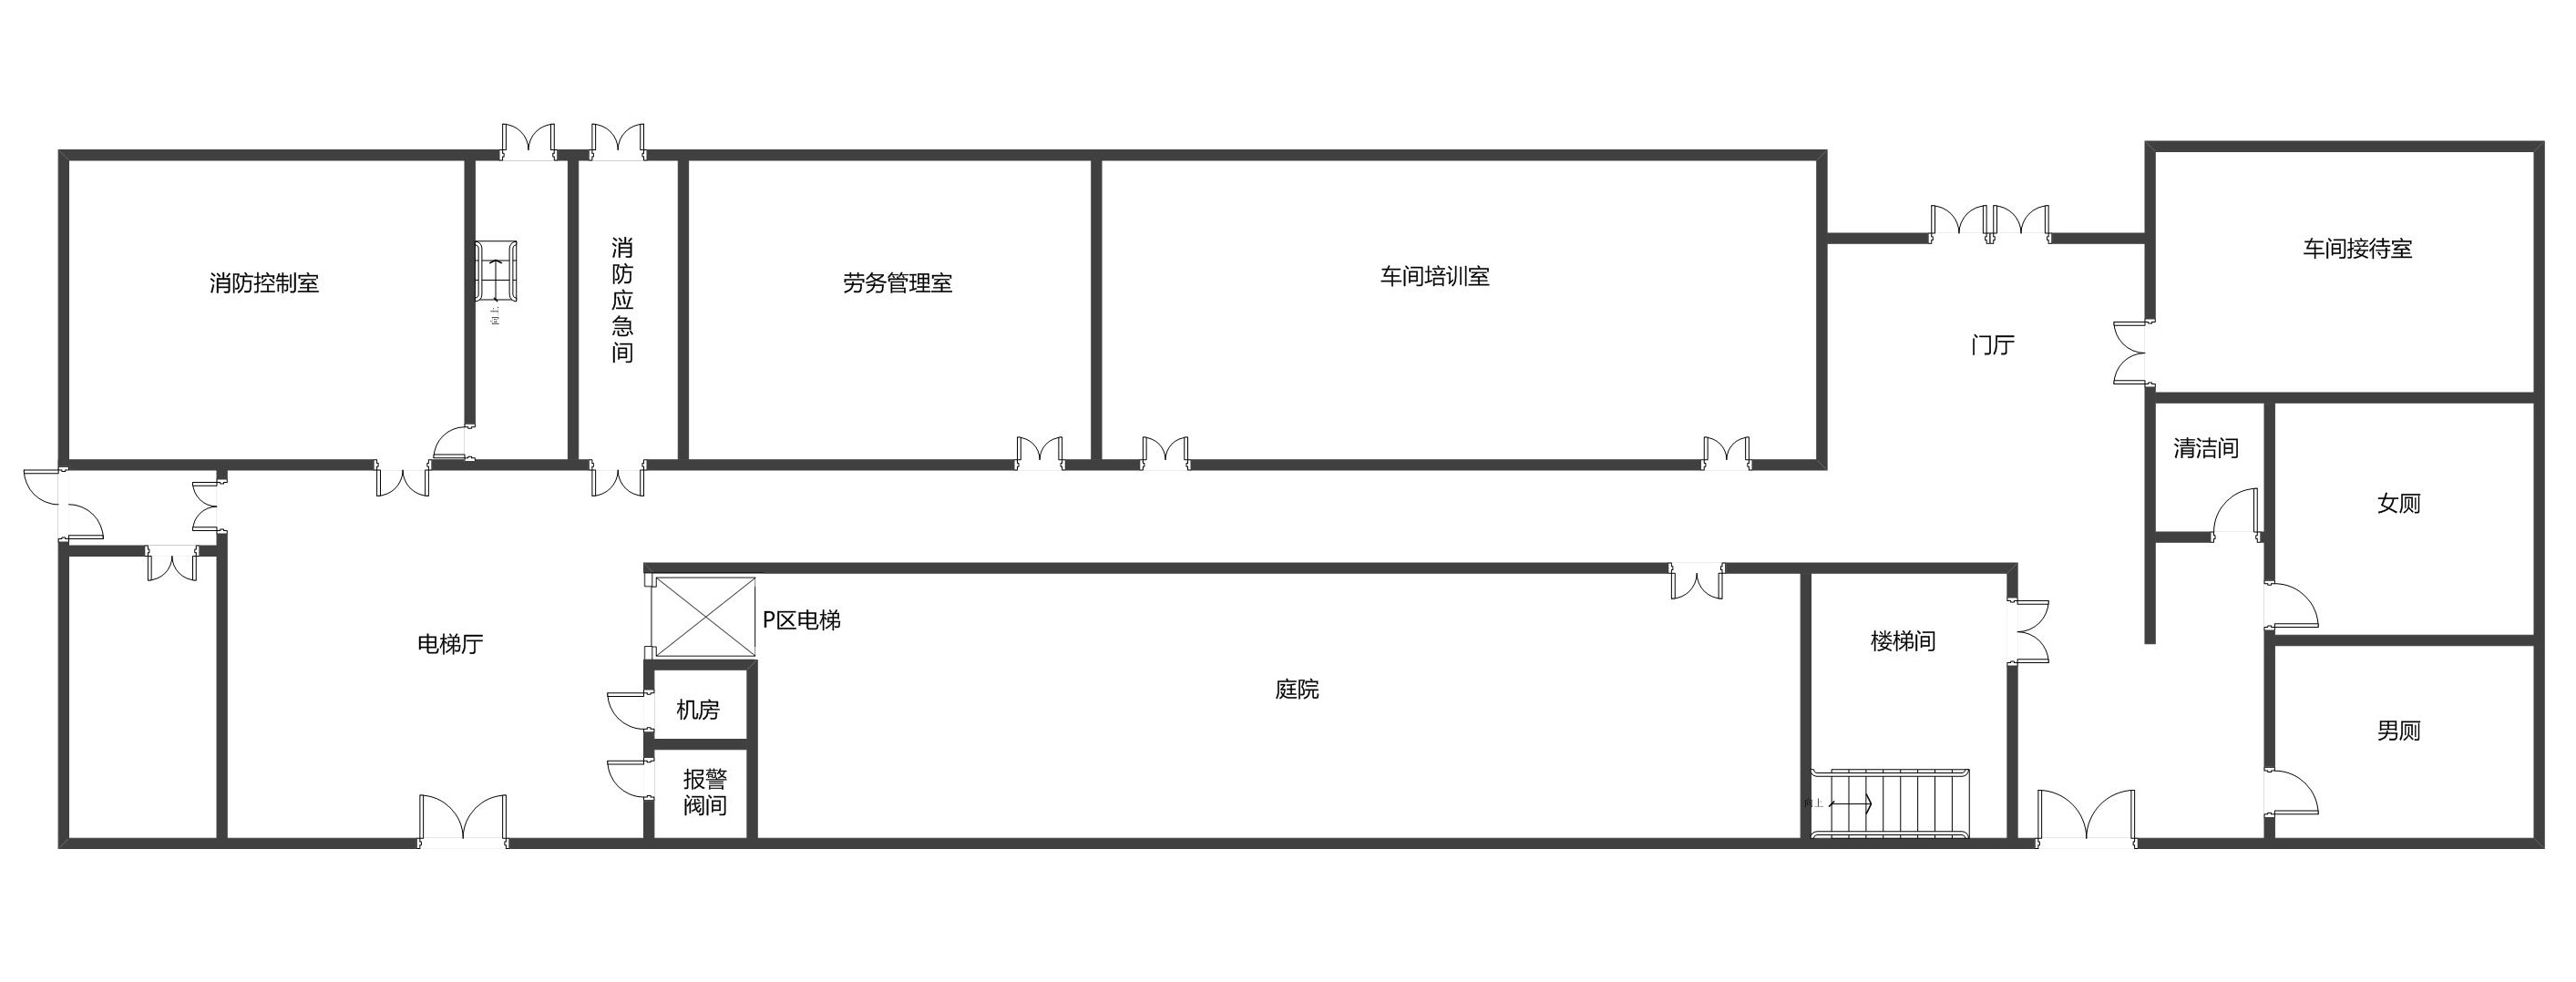 消防控制室
向上
消
防
应
急
间
劳务管理室
车间培训室
门厅
车间接待室
清洁间
女厕
电梯厅
P区电梯
机房
报警
阀间
庭院
楼梯间
向上
男厕